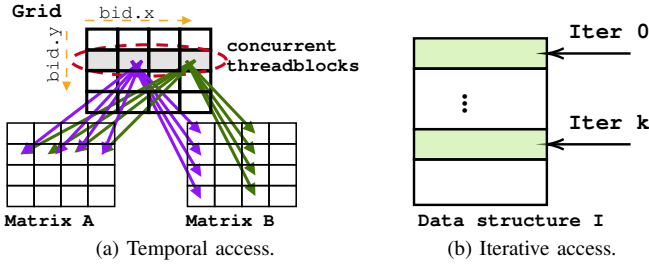 Grid
bid.x
bid.y
concurrent
threadblocks
Matrix A
Matrix B
(a) Temporal access.
Iter 0
Iter k
Data structure I
(b) Iterative access.